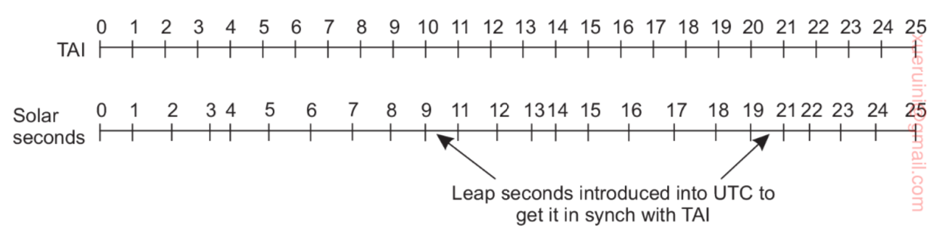 0 1 2 3 4 5 6 7 8 9 10 11 12 13 14 15 16 17 18 19 20 21 22 23 24 25
TAI
0 1 2 3 4 5 6 7 8 9 11 12 13 14 15 16 17 18 19 21 22 23 24 25
Solar
seconds
Leap seconds introduced into UTC to
get it in synch with TAI